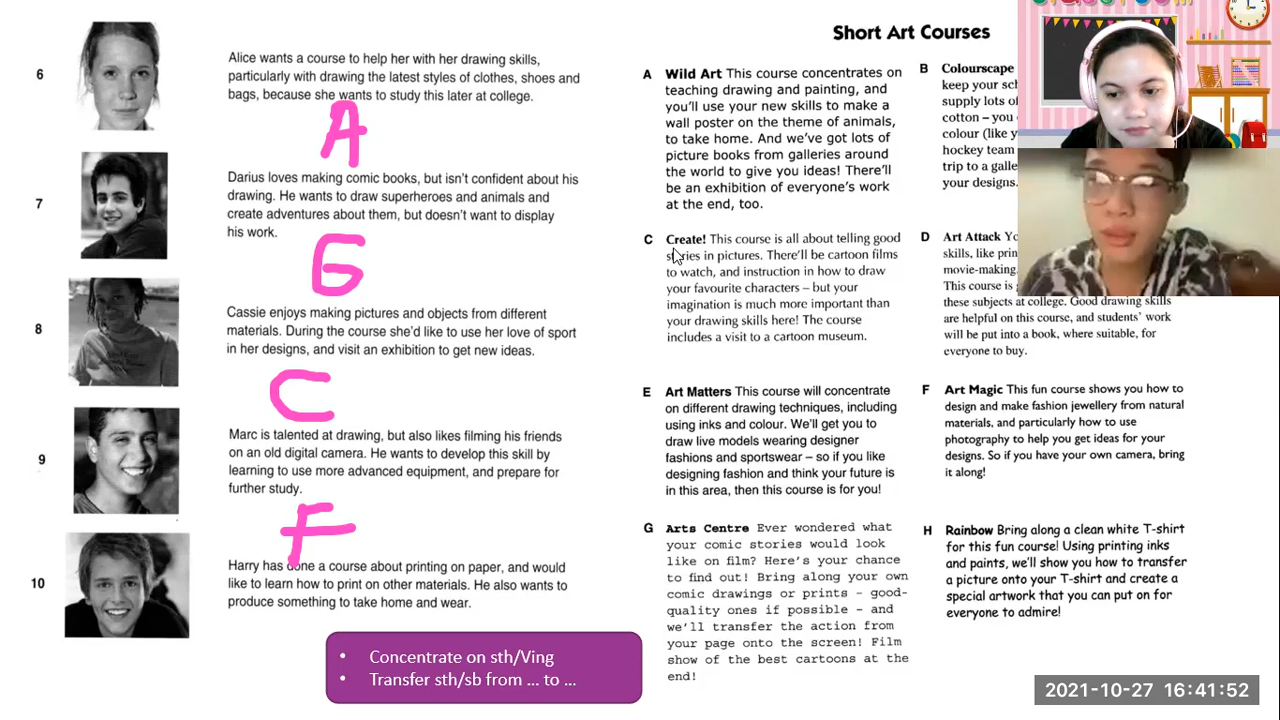 Short Art Courses
6
Alice wants a course to help her with her drawing skills,
particularly with drawing the latest styles of clothes, shoes and
bags, because she wants to study this later at college.
A
7
Darius loves making comic books, but isn't confident about his
drawing. He wants to draw superheroes and animals and
create adventures about them, but doesn't want to display
his work.
G
8
Cassie enjoys making pictures and objects from different
materials. During the course she'd like to use her love of sport
in her designs, and visit an exhibition to get new ideas.
C
9
Marc is talented at drawing, but also likes filming his friends
on an old digital camera. He wants to develop this skill by
learning to use more advanced equipment, and prepare for
further study.
F
10
Harry has done a course about printing on paper, and would
like to learn how to print on other materials. He also wants to
produce something to take home and wear.
• Concentrate on sth/Ving
• Transfer sth/sb from ... to ...
A Wild Art This course concentrates on
teaching drawing and painting, and
you'll use your new skills to make a
wall poster on the theme of animals,
to take home. And we've got lots of
picture books from galleries around
the world to give you ideas! There'll
be an exhibition of everyone's work
at the end, too.
B Colourscape
keep your
supply lots of
cotton – you
colour (like
hockey team
trip to a
your designs.
C Create! This course is all about telling good
stories in pictures. There'll be cartoon films
to watch, and instruction in how to draw
your favourite characters – but your
imagination is much more important than
your drawing skills here! The course
includes a visit to a cartoon museum.
D Art Attack
skills, like
movie-making.
This course is
these subjects at college. Good drawing skills
are helpful on this course, and students' work
will be put into a book, where suitable, for
everyone to buy.
E Art Matters This course will concentrate
on different drawing techniques, including
using inks and colour. We'll get you to
draw live models wearing designer
fashions and sportswear – so if you like
designing fashion and think your future is
in this area, then this course is for you!
F Art Magic This fun course shows you how to
design and make fashion jewellery from natural
materials, and particularly how to use
photography to help you get ideas for your
designs. So if you have your own camera, bring
it along!
G Arts Centre Ever wondered what
your comic stories would look
like on film? Here's your chance
to find out! Bring along your own
comic drawings or prints – good-
quality ones if possible – and
we'll transfer the action from
your page onto the screen! Film
show of the best cartoons at the
end!
H Rainbow Bring along a clean white T-shirt
for this fun course! Using printing inks
and paints, we'll show you how to transfer
a picture onto your T-shirt and create a
special artwork that you can put on for
everyone to admire!
2021-10-27 16:41:52